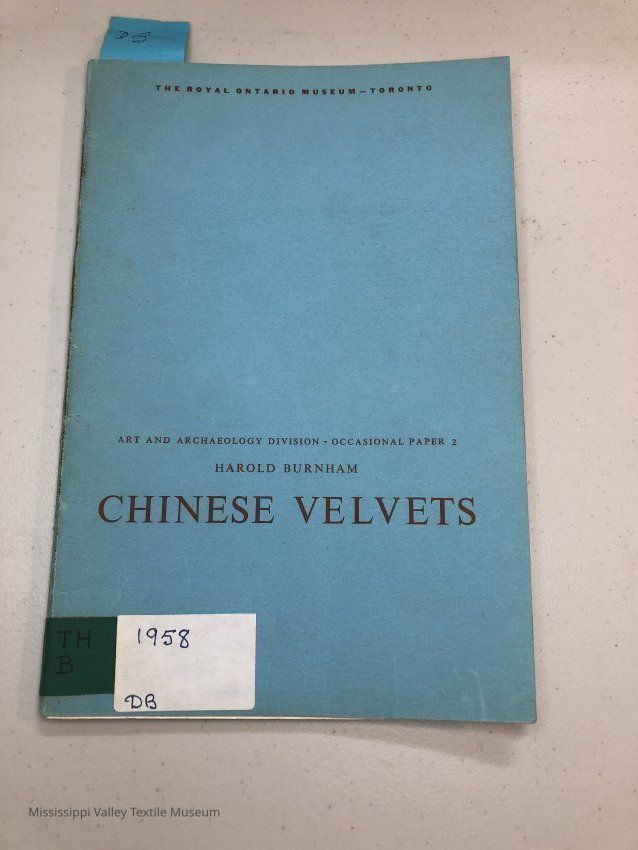 DB
THE ROYAL ONTARIO MUSEUM — TORONTO
ART AND ARCHAEOLOGY DIVISION - OCCASIONAL PAPER 2
HAROLD BURNHAM
CHINESE VELVETS
TH
B
1958
DB
Mississippi Valley Textile Museum